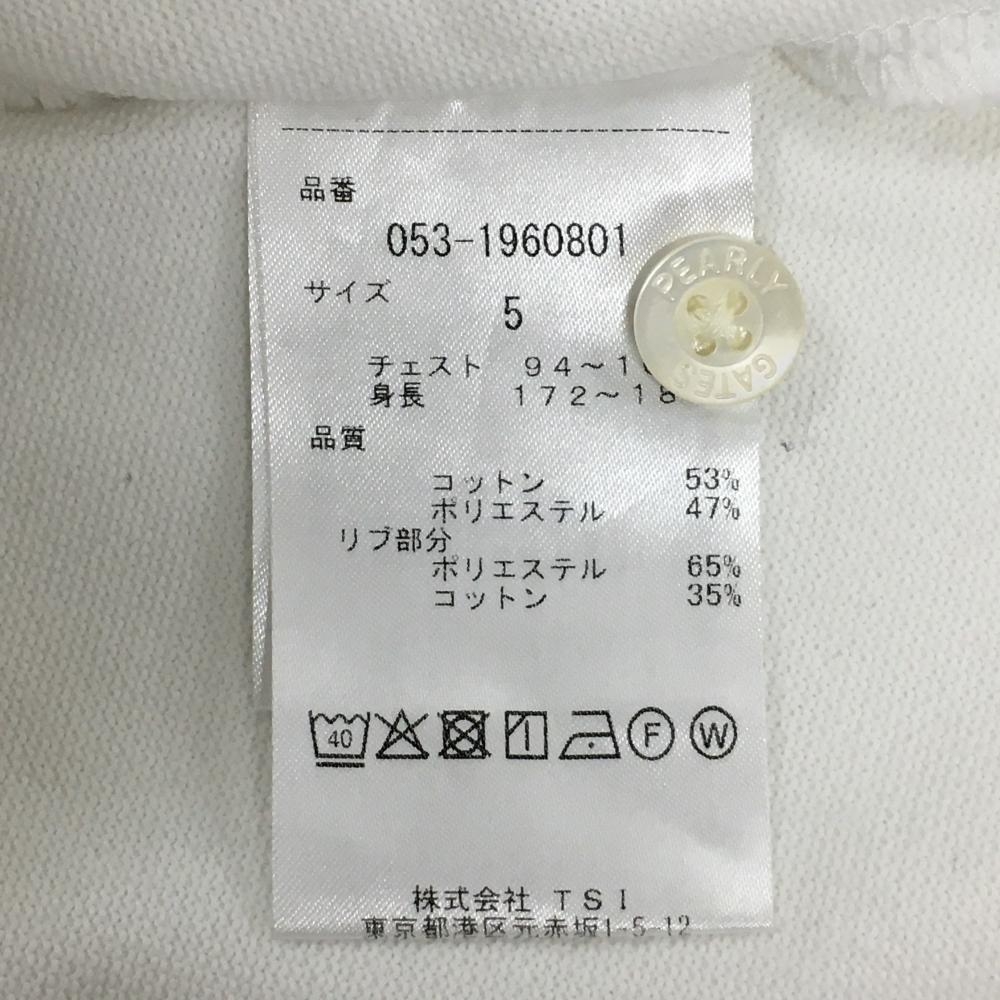 品番
053-1960801
サイズ
5
チェスト 94～1
身長 172～18
品質
コットン 53%
ポリエステル 47%
リブ部分
ポリエステル 65%
コットン 35%
40
F
W
株式会社 TSI
東京都港区元赤坂1-5-12
PEARLY
GATES